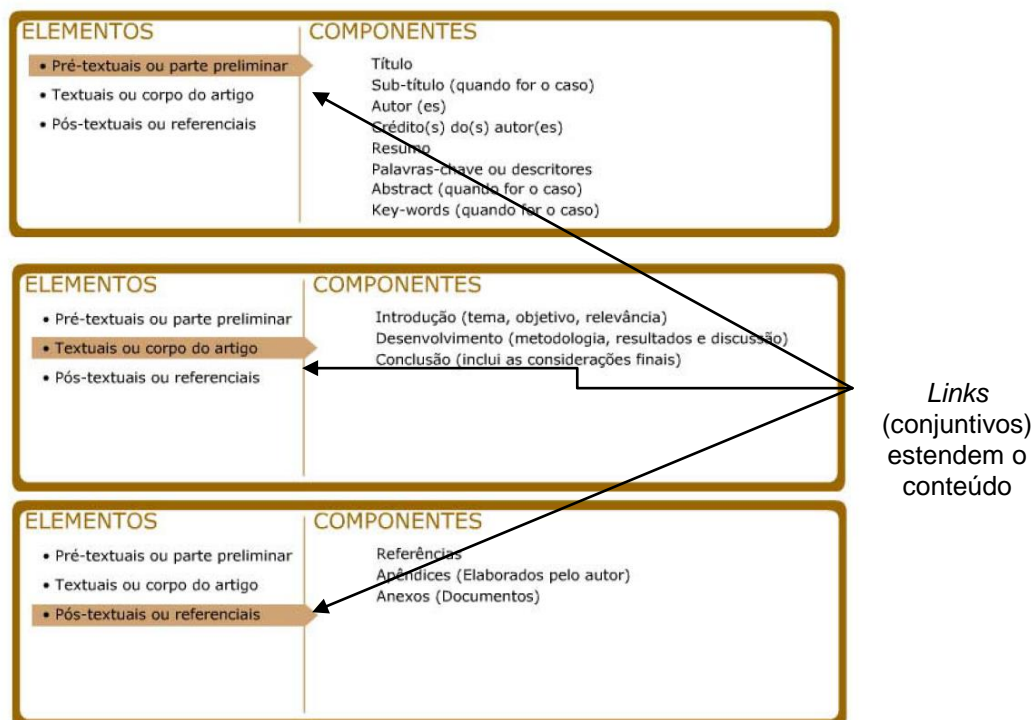 ELEMENTOS
• Pré-textuais ou parte preliminar
• Textuais ou corpo do artigo
• Pós-textuais ou referenciais
COMPONENTES
Título
Sub-título (quando for o caso)
Autor (es)
Crédito(s) do(s) autor(es)
Resumo
Palavras-chave ou descritores
Abstract (quando for o caso)
Key-words (quando for o caso)
ELEMENTOS
• Pré-textuais ou parte preliminar
• Textuais ou corpo do artigo
• Pós-textuais ou referenciais
COMPONENTES
Introdução (tema, objetivo, relevância)
Desenvolvimento (metodologia, resultados e discussão)
Conclusão (inclui as considerações finais)
ELEMENTOS
• Pré-textuais ou parte preliminar
• Textuais ou corpo do artigo
• Pós-textuais ou referenciais
COMPONENTES
Referências
Apêndices (Elaborados pelo autor)
Anexos (Documentos)
Links
(conjuntivos)
estendem o
conteúdo